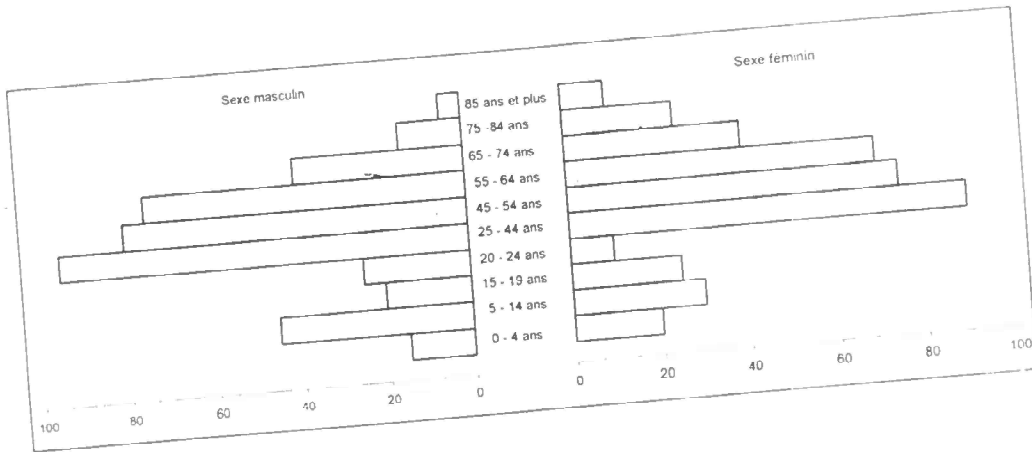 Sexe masculin
Sexe féminin
85 ans et plus
75 -84 ans
65 - 74 ans
55 - 64 ans
45 - 54 ans
25 - 44 ans
20 - 24 ans
15 - 19 ans
5 - 14 ans
0 - 4 ans
100 80 60 40 20 0
0 20 40 60 80 100